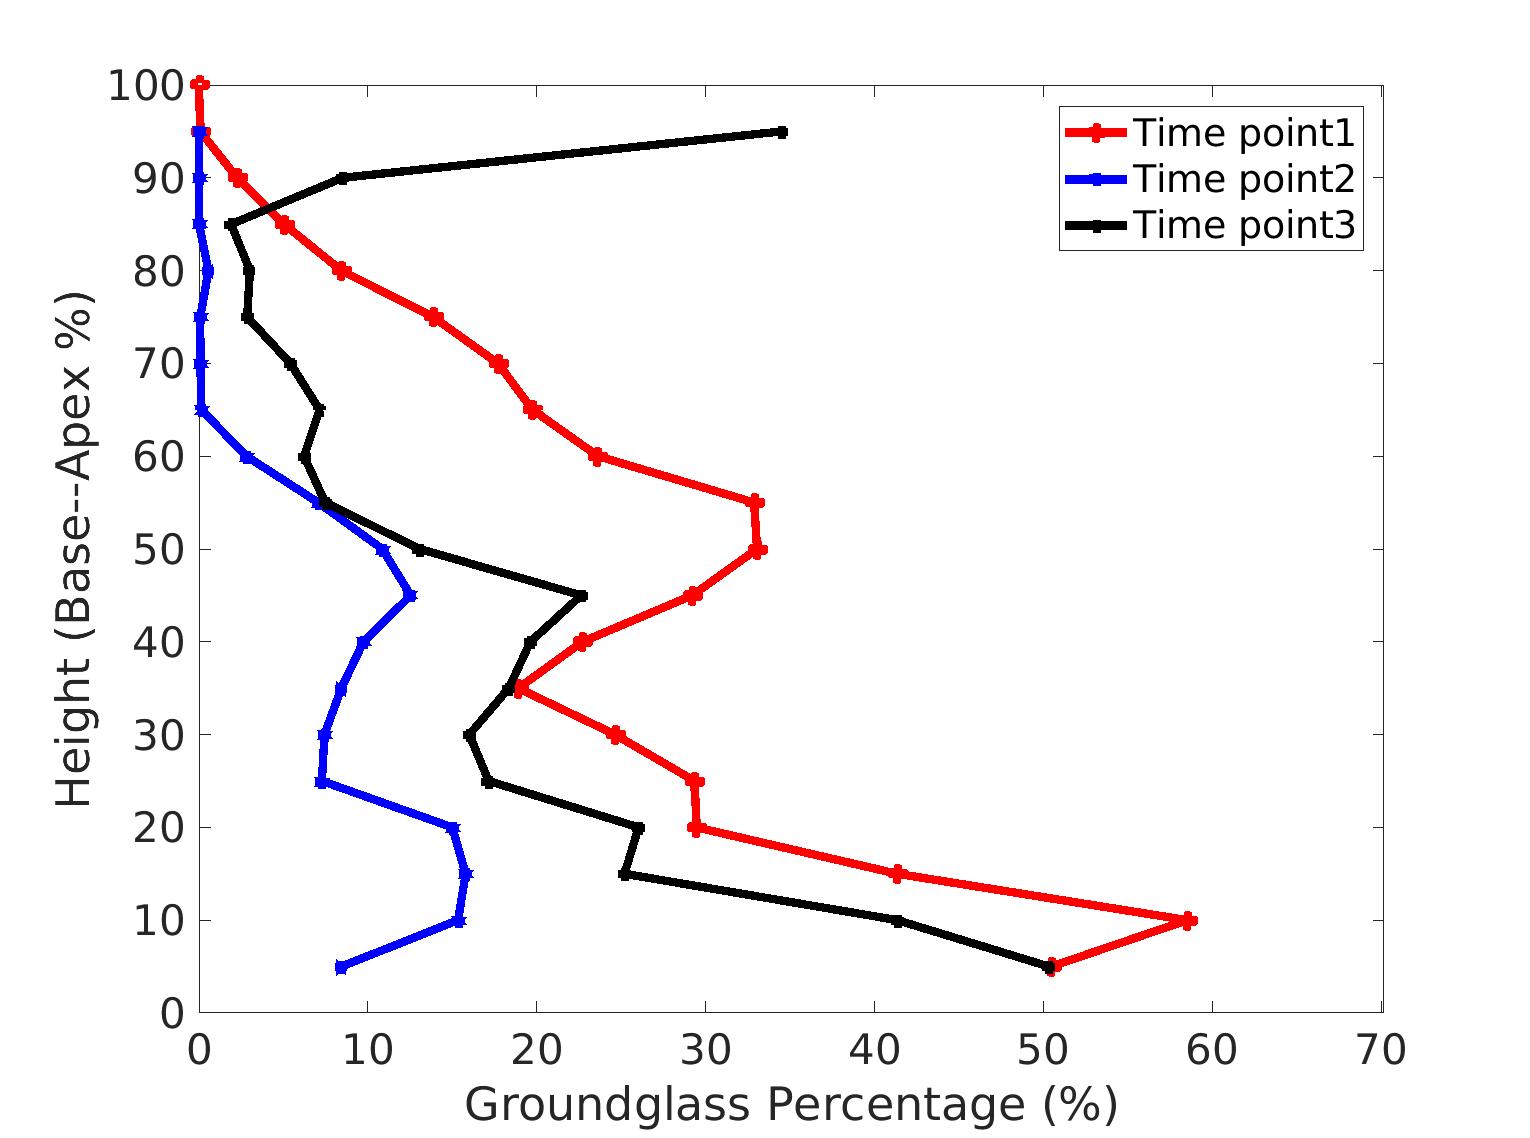 Time point1
Time point2
Time point3
100
90
80
70
60
50
40
30
20
10
0
Height (Base--Apex %)
0 10 20 30 40 50 60 70
Groundglass Percentage (%)